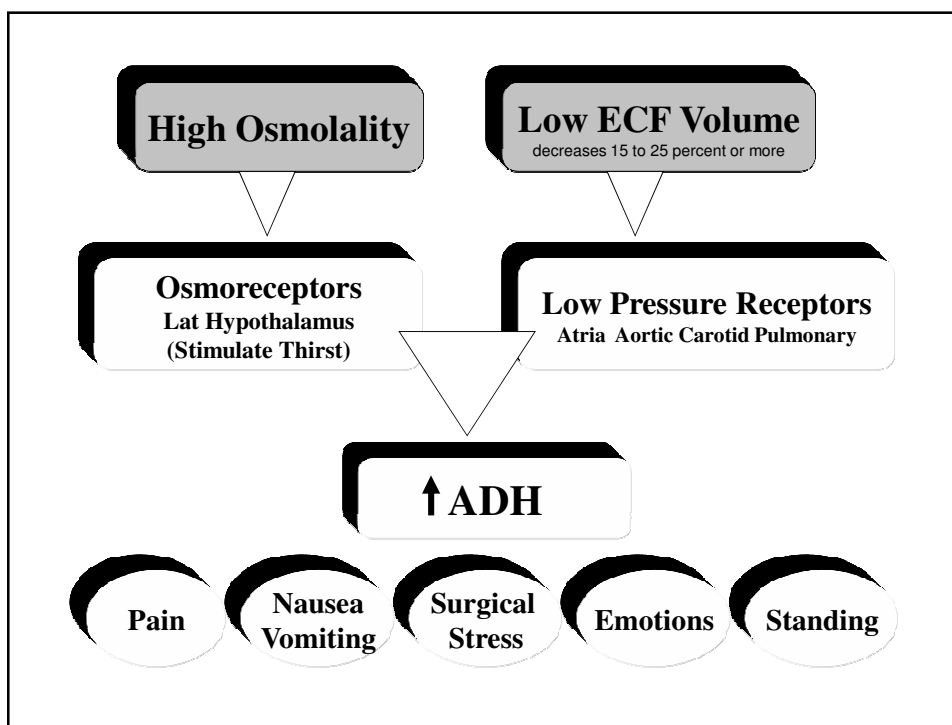 High Osmolality
Low ECF Volume
decreases 15 to 25 percent or more
Osmoreceptors
Lat Hypothalamus
(Stimulate Thirst)
Low Pressure Receptors
Atria Aortic Carotid Pulmonary
↑ ADH
Pain
Nausea
Vomiting
Surgical
Stress
Emotions
Standing